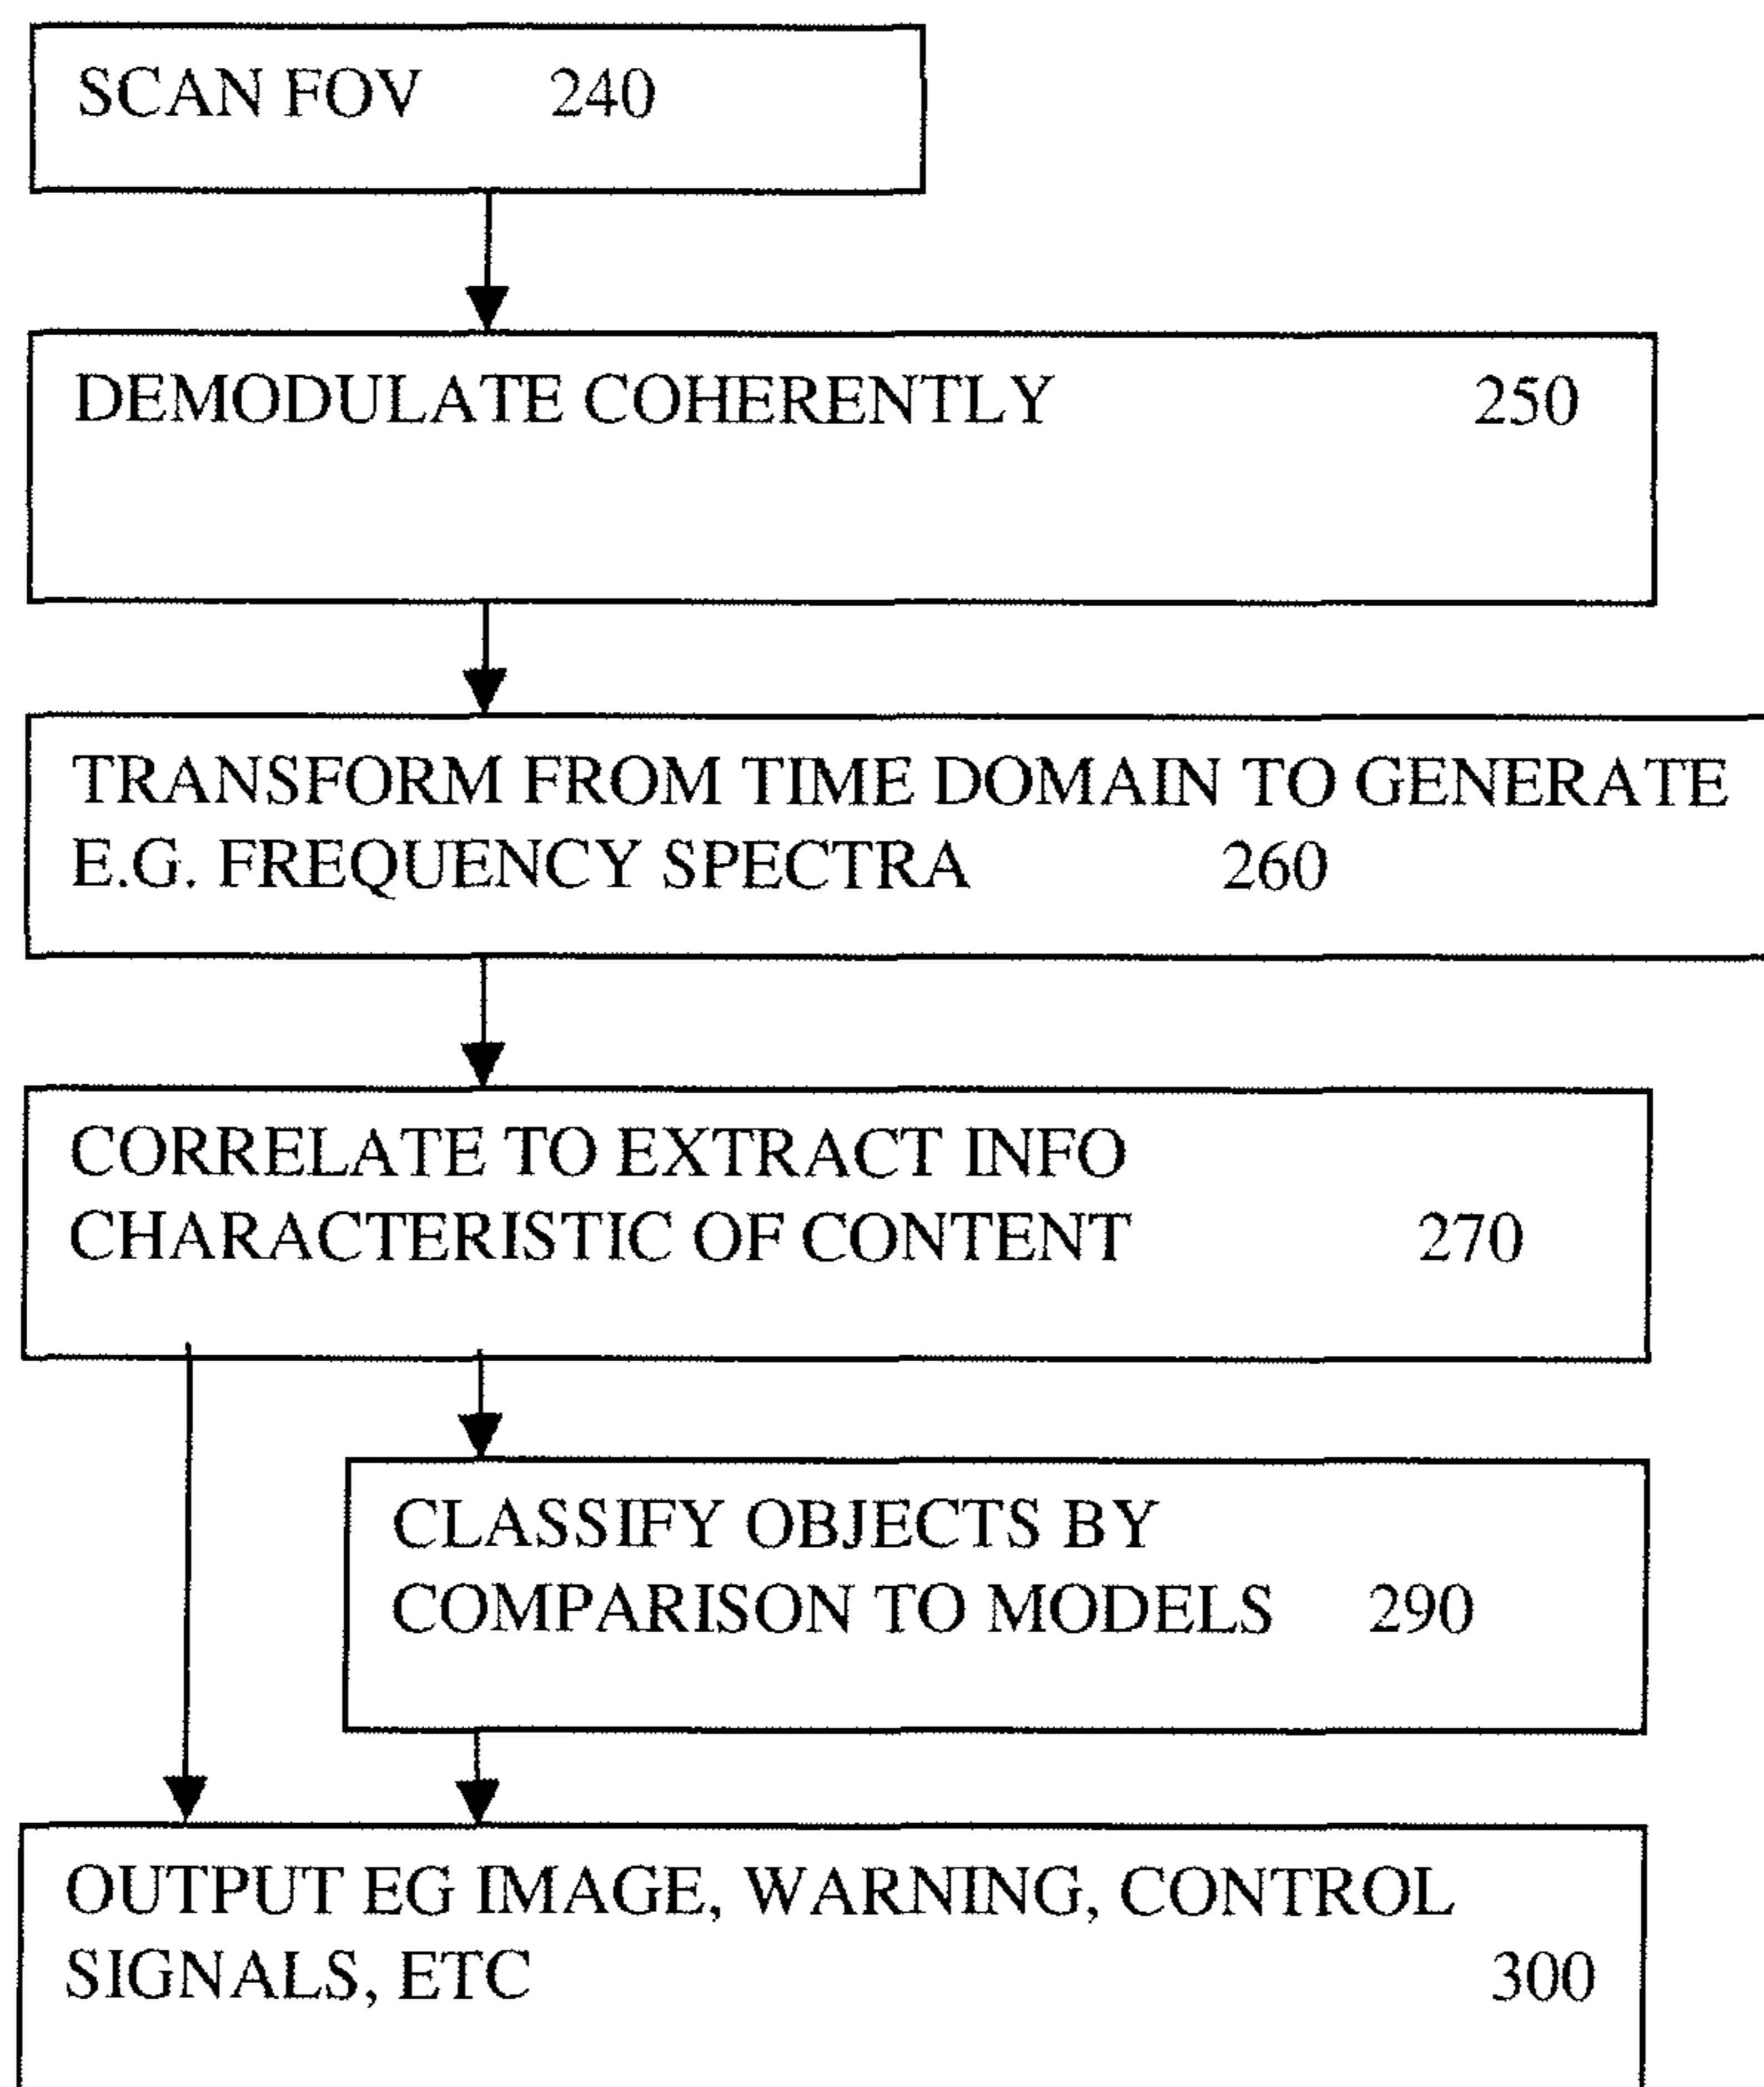 SCAN FOV 240
DEMODULATE COHERENTLY 250
TRANSFORM FROM TIME DOMAIN TO GENERATE
E.G. FREQUENCY SPECTRA 260
CORRELATE TO EXTRACT INFO
CHARACTERISTIC OF CONTENT 270
CLASSIFY OBJECTS BY
COMPARISON TO MODELS 290
OUTPUT EG IMAGE, WARNING, CONTROL
SIGNALS, ETC 300